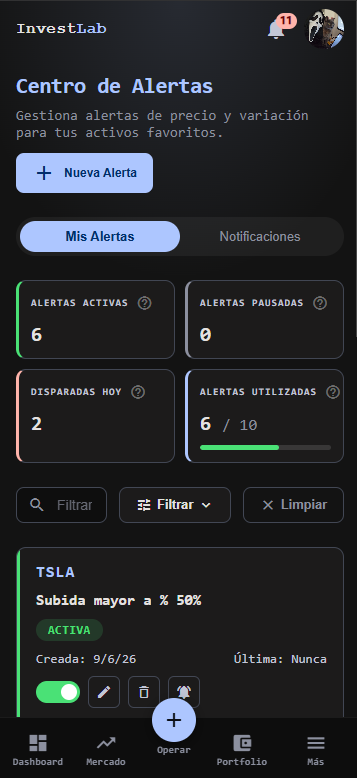 InvestLab
11
Centro de Alertas
Gestiona alertas de precio y variación
para tus activos favoritos.
+ Nueva Alerta
Mis Alertas
Notificaciones
ALERTAS ACTIVAS ?
6
ALERTAS PAUSADAS ?
0
DISPARADAS HOY ?
2
ALERTAS UTILIZADAS ?
6 / 10
Filtrar
Filtrar
Limpiar
TSLA
Subida mayor a % 50%
ACTIVA
Creada: 9/6/26
Última: Nunca
+
Dashboard
Mercado
Operar
Portfolio
Más